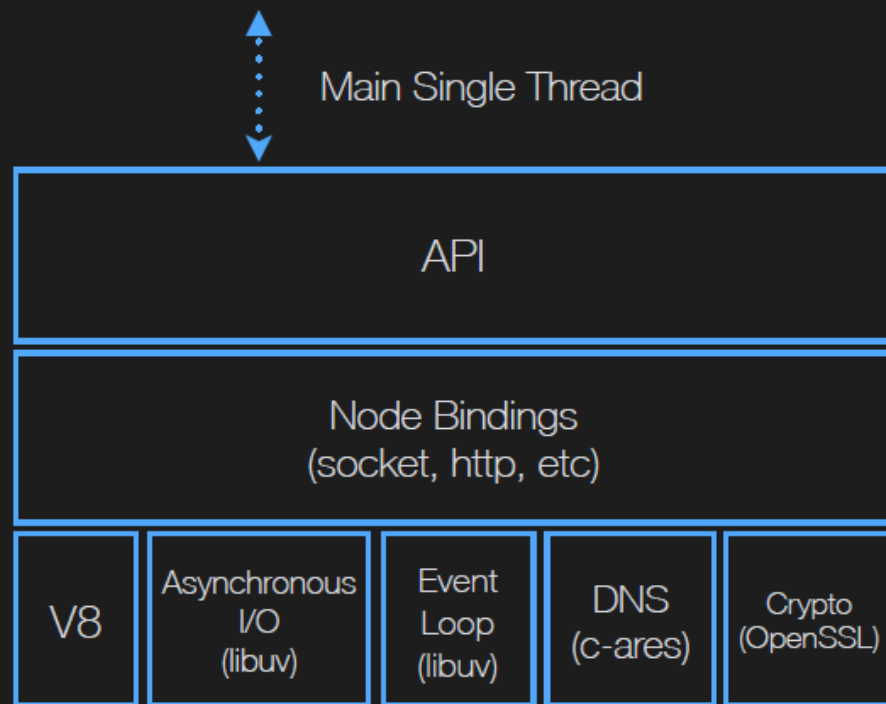 Main Single Thread
API
Node Bindings
(socket, http, etc)
V8
Asynchronous
I/O
(libuv)
Event
Loop
(libuv)
DNS
(c-ares)
Crypto
(OpenSSL)